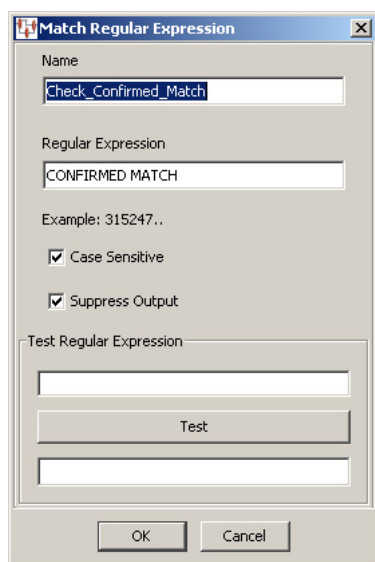 Match Regular Expression
Name
Check_Confirmed_Match
Regular Expression
CONFIRMED MATCH
Example: 315247..
Case Sensitive
Suppress Output
Test Regular Expression
Test
OK Cancel